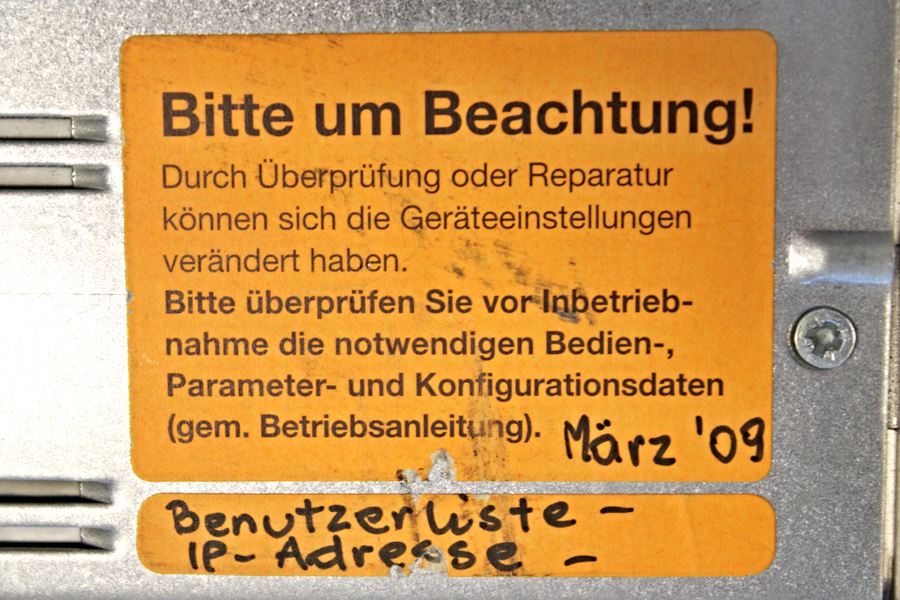 Bitte um Beachtung!
Durch Überprüfung oder Reparatur
können sich die Geräteeinstellungen
verändert haben.
Bitte überprüfen Sie vor Inbetrieb-
nahme die notwendigen Bedien-,
Parameter- und Konfigurationsdaten
(gem. Betriebsanleitung).
März '09
Benutzerliste -
IP-Adresse -